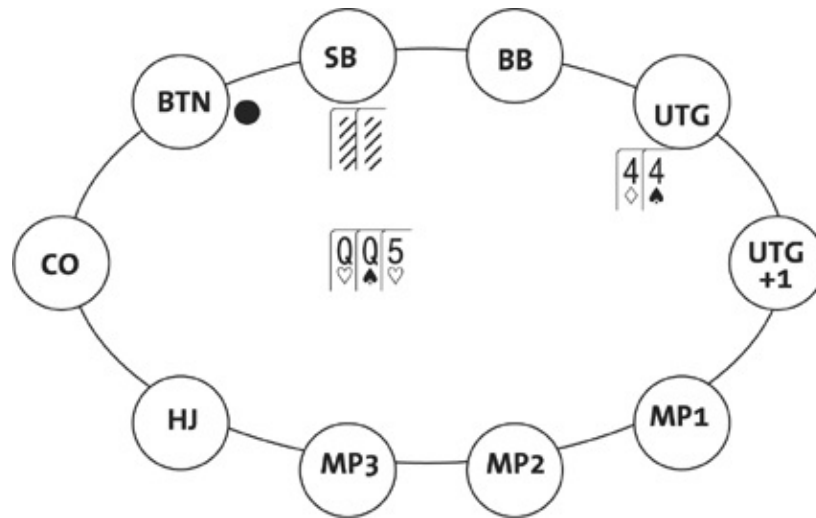 SB
BB
BTN
UTG
4 4
Q Q 5
CO
UTG
+1
HJ
MP1
MP3
MP2